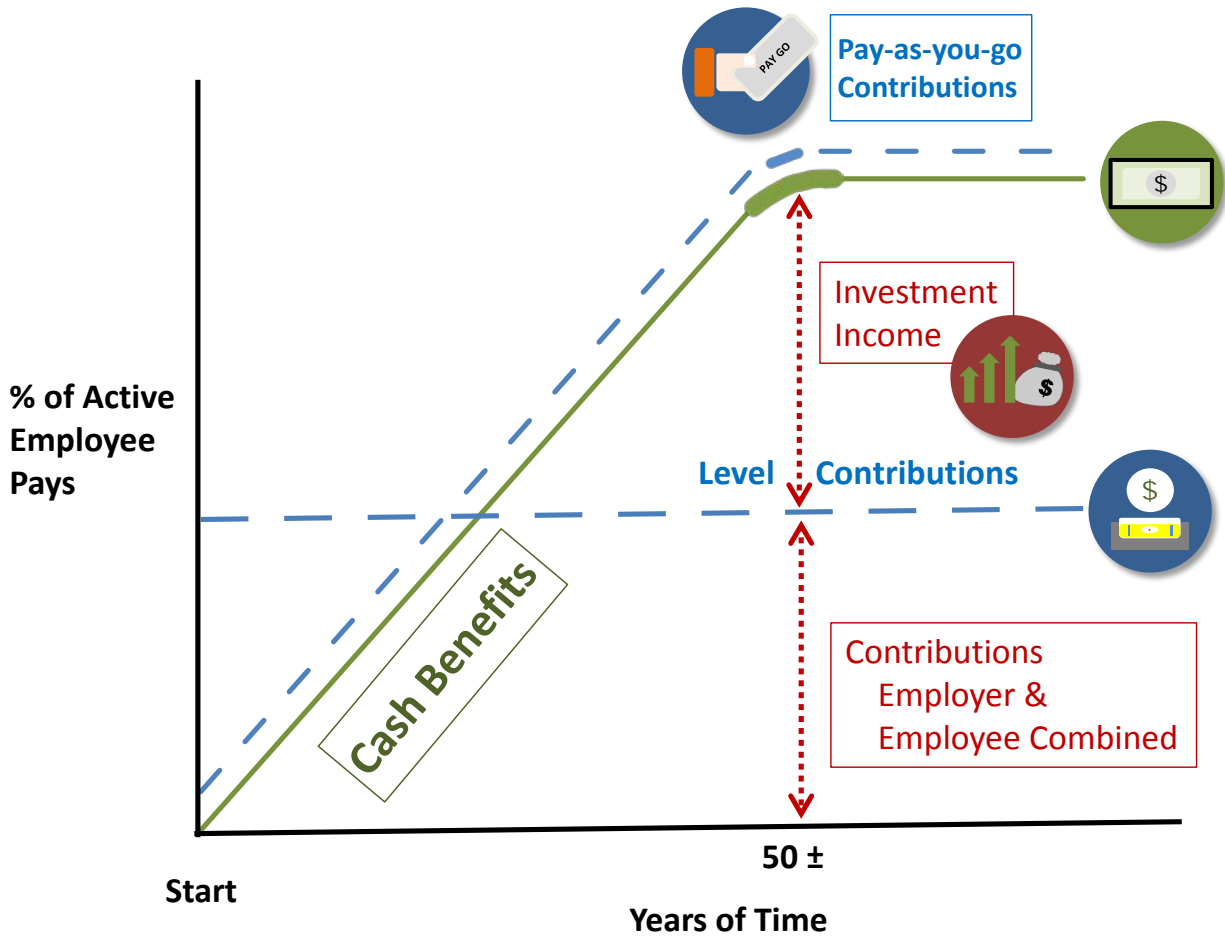 PAY GO
Pay-as-you-go
Contributions
$
Investment
Income
$
% of Active
Employee
Pays
Level Contributions
$
Cash Benefits
Contributions
Employer &
Employee Combined
50 ±
Start
Years of Time